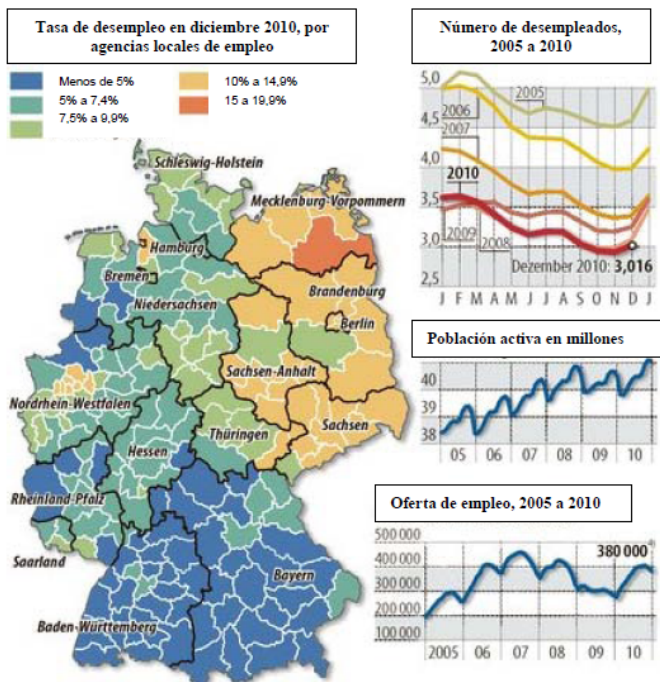 Tasa de desempleo en diciembre 2010, por
agencias locales de empleo
Menos de 5%
5% a 7,4%
7,5% a 9,9%
10% a 14,9%
15 a 19,9%
Schleswig-Holstein
Mecklenburg-Vorpommern
Hamburg
Bremen
Niedersachsen
Brandenburg
Berlin
Sachsen-Anhalt
Nordrhein-Westfalen
Sachsen
Thüringen
Hessen
Rheinland-Pfalz
Saarland
Bayern
Baden-Württemberg
Número de desempleados,
2005 a 2010
5,0
4,5
4,0
3,5
3,0
2,5
2005
2006
2007
2010
2009
2008
Dezember 2010: 3,016
J F M A M J J A S O N D J
Población activa en millones
40
39
38
05 06 07 08 09 10
Oferta de empleo, 2005 a 2010
500 000
400 000
300 000
200 000
100 000
380 000
2005 06 07 08 09 10